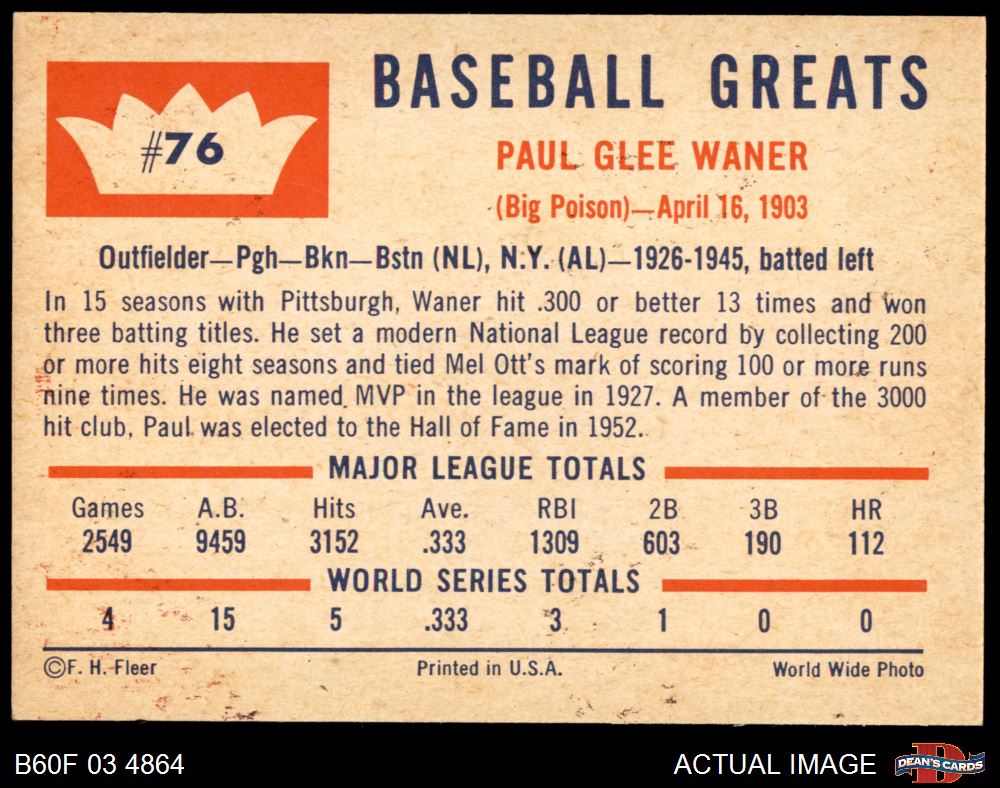 BASEBALL GREATS
#76
PAUL GLEE WANER
(Big Poison)—April 16, 1903
Outfielder—Pgh—Bkn—Bstn (NL), N.Y. (AL)—1926-1945, batted left
In 15 seasons with Pittsburgh, Waner hit .300 or better 13 times and won
three batting titles. He set a modern National League record by collecting 200
or more hits eight seasons and tied Mel Ott's mark of scoring 100 or more runs
nine times. He was named MVP in the league in 1927. A member of the 3000
hit club, Paul was elected to the Hall of Fame in 1952.
MAJOR LEAGUE TOTALS
Games A.B. Hits Ave. RBI 2B 3B HR
2549 9459 3152 .333 1309 603 190 112
WORLD SERIES TOTALS
4 15 5 .333 3 1 0 0
©F. H. Fleer Printed in U.S.A. World Wide Photo
B60F 03 4864 ACTUAL IMAGE D DEAN'S CARDS